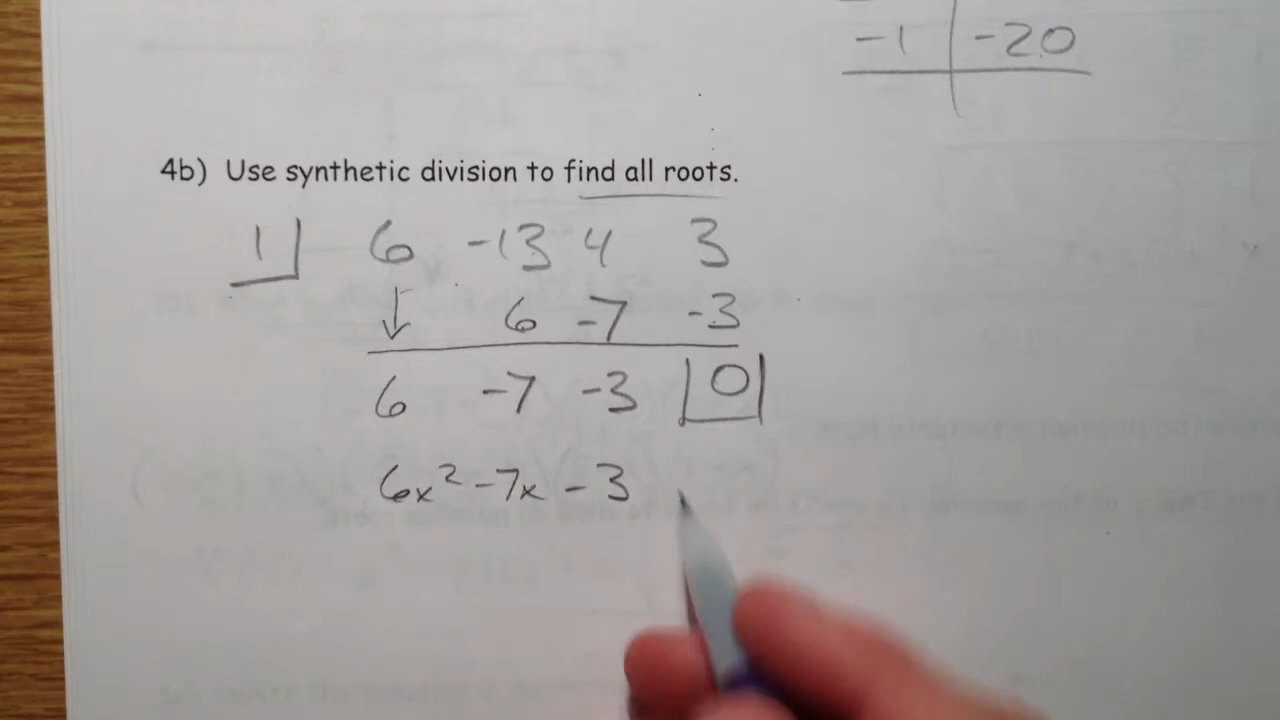 -1 -20
4b) Use synthetic division to find all roots.
1 6 -13 4 3
6 -7 -3
6 -7 -3 0
6x² -7x -3